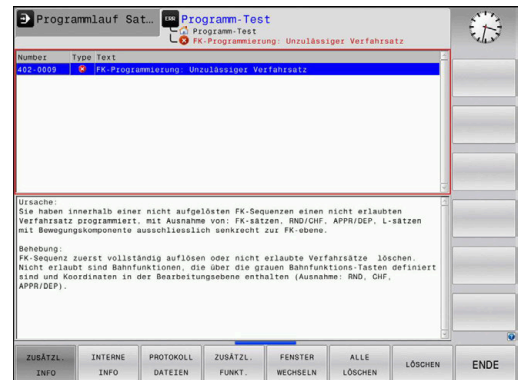 Programmlauf Sat…
ERR Programm-Test
Programm-Test
FK-Programmierung: Unzulässiger Verfahrsatz
Number Type Text
402-0009 FK-Programmierung: Unzulässiger Verfahrsatz
Ursache:
Sie haben innerhalb einer nicht aufgelösten FK-Sequenzen einen nicht erlaubten
Verfahrsatz programmiert, mit Ausnahme von: FK-sätzen, RND/CHF, APPR/DEP, L-sätzen
mit Bewegungskomponente ausschliesslich senkrecht zur FK-ebene.
Behebung:
FK-Sequenz zuerst vollständig auflösen oder nicht erlaubte Verfahrsätze löschen.
Nicht erlaubt sind Bahnfunktionen, die über die grauen Bahnfunktions-Tasten definiert
sind und Koordinaten in der Bearbeitungsebene enthalten (Ausnahme: RND, CHF,
APPR/DEP).
ZUSÄTZL. INFO
INTERNE INFO
PROTOKOLL DATEIEN
ZUSÄTZL. FUNKT.
FENSTER WECHSELN
ALLE LÖSCHEN
LÖSCHEN
ENDE